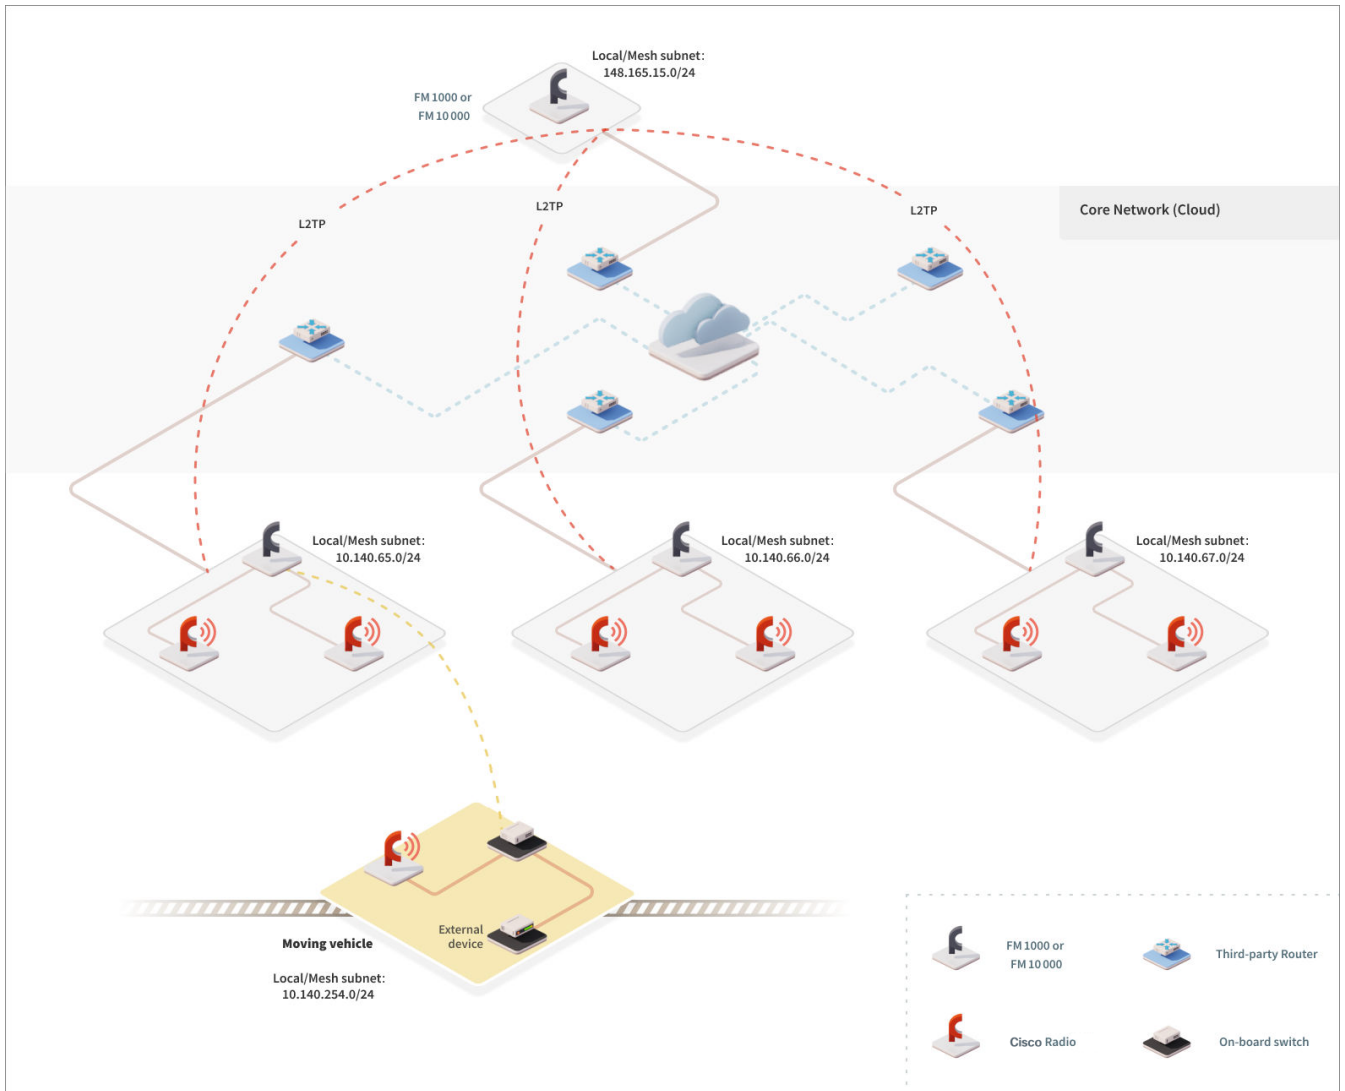 Local/Mesh subnet:
148.165.15.0/24
FM 1000 or
FM 10 000
Core Network (Cloud)
L2TP
L2TP
L2TP
Local/Mesh subnet:
10.140.65.0/24
Local/Mesh subnet:
10.140.66.0/24
Local/Mesh subnet:
10.140.67.0/24
External
device
Moving vehicle
Local/Mesh subnet:
10.140.254.0/24
FM 1000 or
FM 10 000
Third-party Router
Cisco Radio
On-board switch